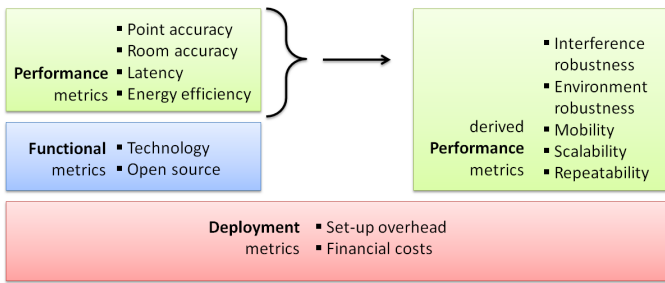 Performance
metrics
▪ Point accuracy
▪ Room accuracy
▪ Latency
▪ Energy efficiency
Functional
metrics
▪ Technology
▪ Open source
derived
Performance
metrics
▪ Interference
robustness
▪ Environment
robustness
▪ Mobility
▪ Scalability
▪ Repeatability
Deployment
metrics
▪ Set-up overhead
▪ Financial costs